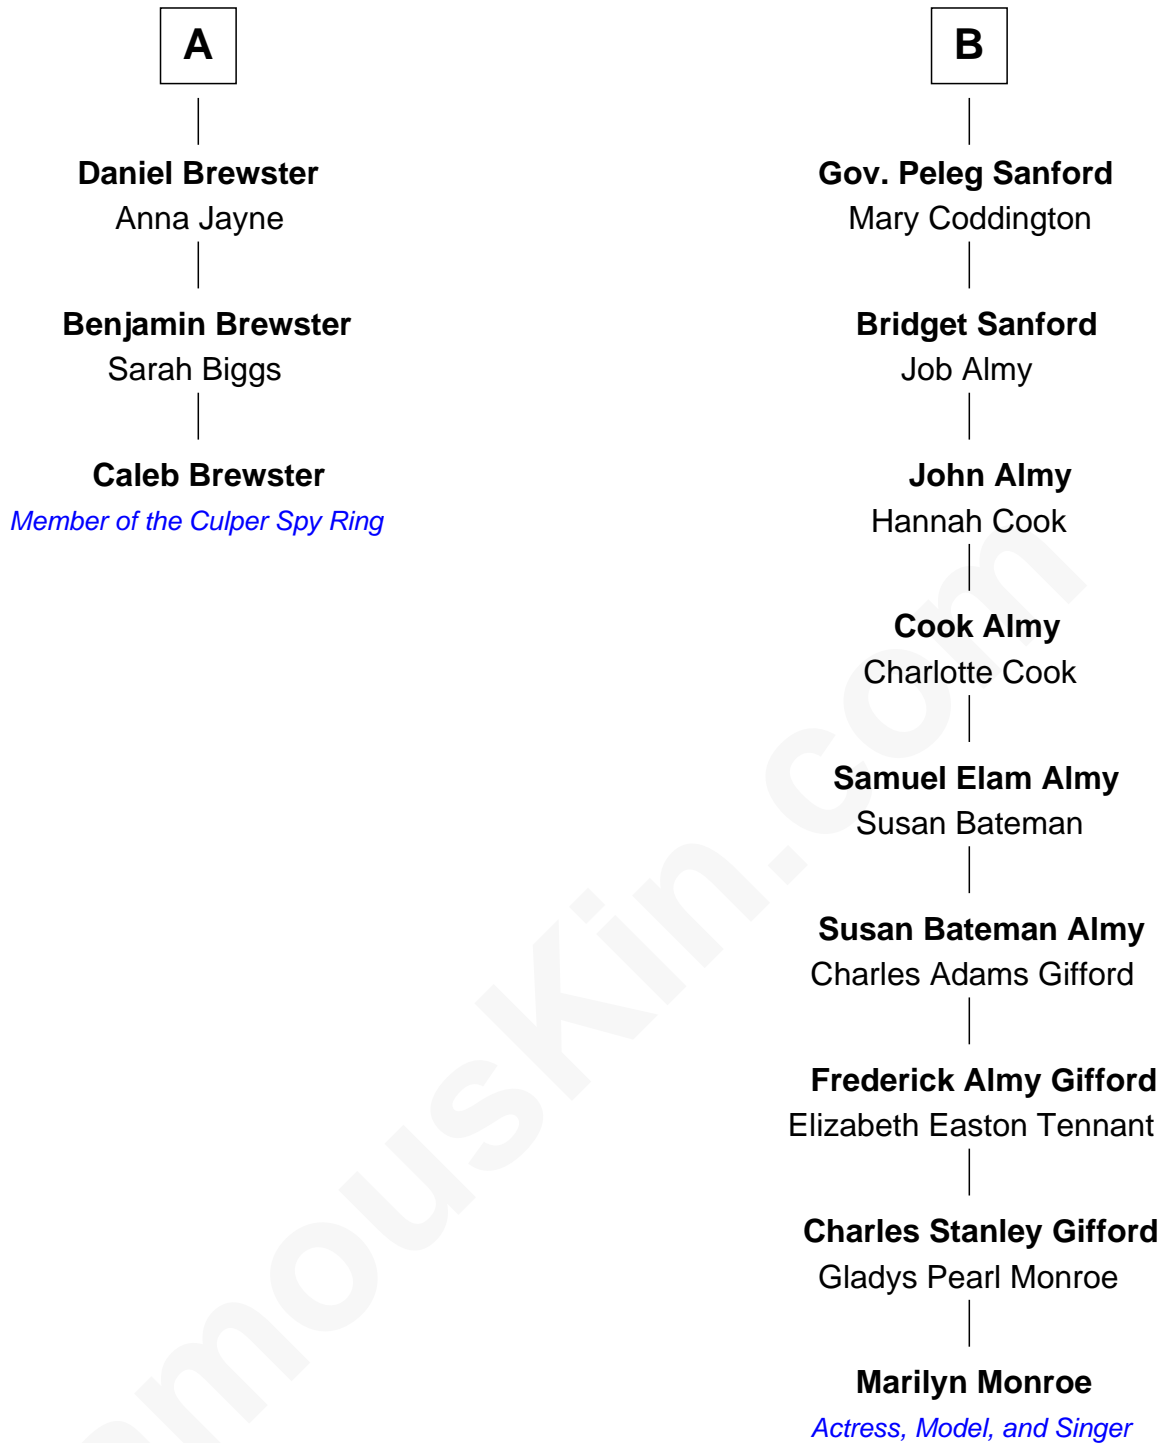 A
Daniel Brewster
Anna Jayne
Benjamin Brewster
Sarah Biggs
Caleb Brewster
Member of the Culper Spy Ring
B
Gov. Peleg Sanford
Mary Coddington
Bridget Sanford
Job Almy
John Almy
Hannah Cook
Cook Almy
Charlotte Cook
Samuel Elam Almy
Susan Bateman
Susan Bateman Almy
Charles Adams Gifford
Frederick Almy Gifford
Elizabeth Easton Tennant
Charles Stanley Gifford
Gladys Pearl Monroe
Marilyn Monroe
Actress, Model, and Singer
amouskin.com